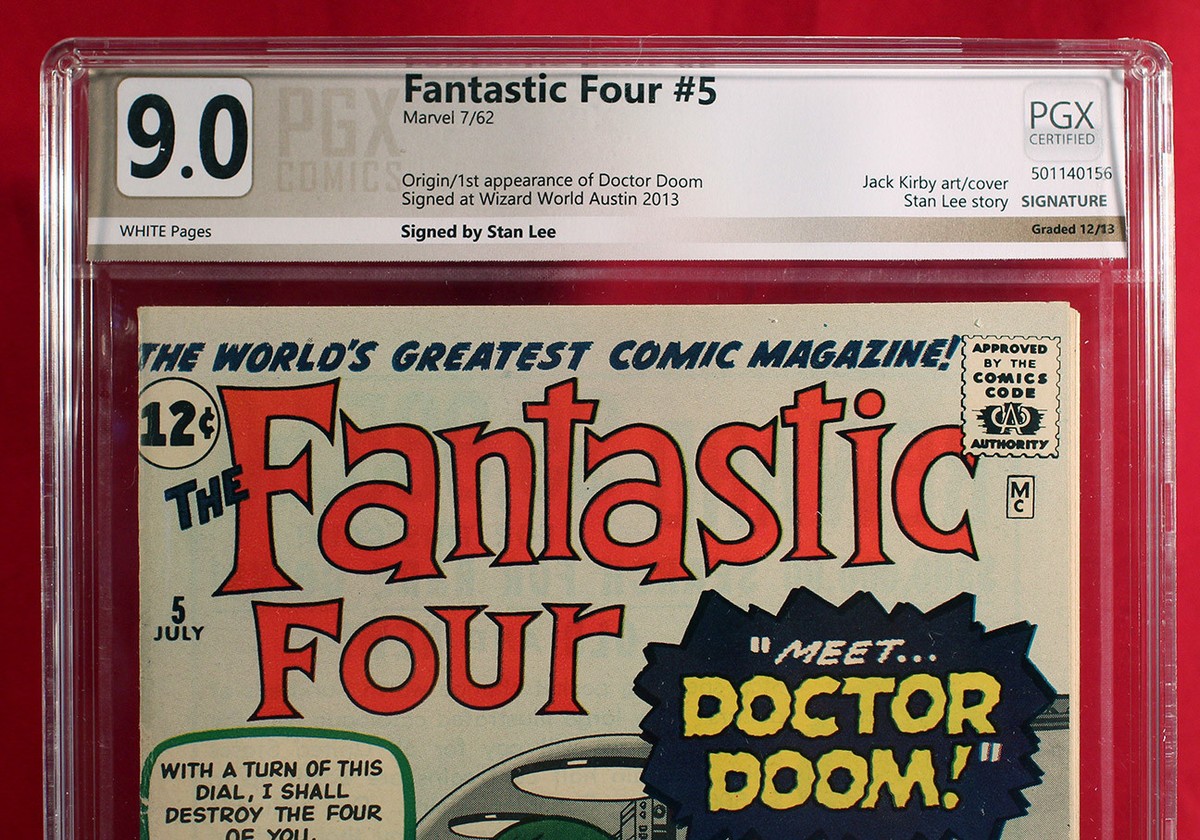 9.0
PGX
COMICS
Fantastic Four #5
Marvel 7/62
Origin/1st appearance of Doctor Doom
Signed at Wizard World Austin 2013
Jack Kirby art/cover
Stan Lee story
PGX
CERTIFIED
501140156
SIGNATURE
WHITE Pages
Signed by Stan Lee
Graded 12/13
THE WORLD'S GREATEST COMIC MAGAZINE!
APPROVED
BY THE
COMICS
CODE
CA
AUTHORITY
12¢
THE
Fantastic
MC
5
JULY
Four
"MEET...
DOCTOR
DOOM!"
WITH A TURN OF THIS
DIAL, I SHALL
DESTROY THE FOUR
OF YOU,